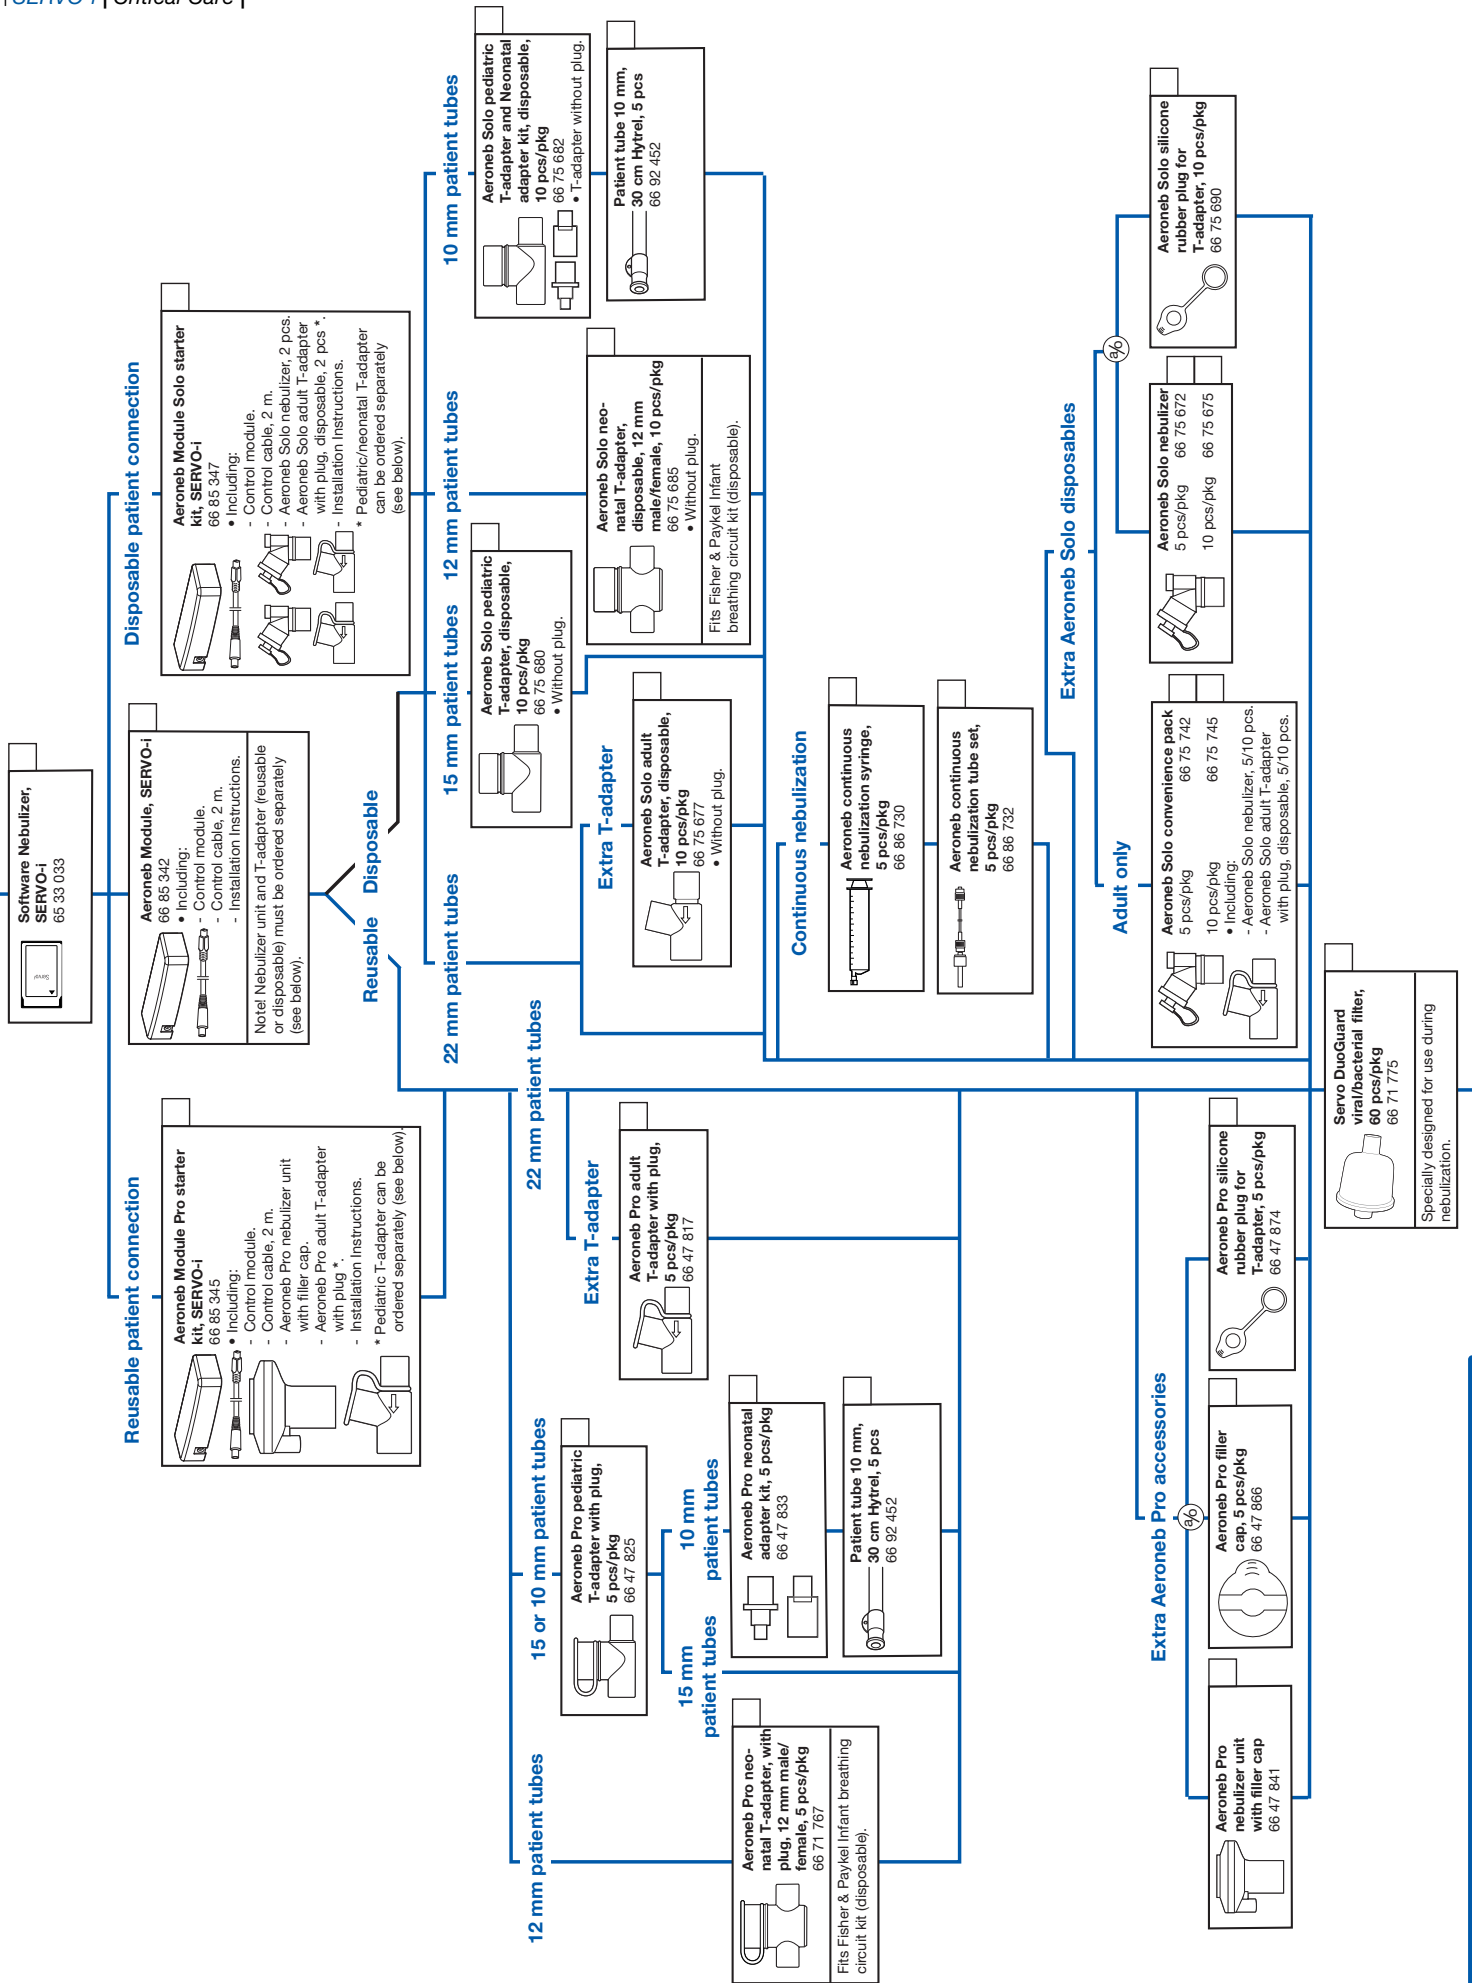 | SERVO-i | Critical Care |
Software Nebulizer,
SERVO-i
65 33 033
Reusable patient connection
Disposable patient connection
Aeroneb Module Pro starter
kit, SERVO-i
66 85 345
• Including:
- Control module.
- Control cable, 2 m.
- Aeroneb Pro nebulizer unit
with filler cap.
- Aeroneb Pro adult T-adapter
with plug *.
- Installation Instructions.
* Pediatric T-adapter can be
ordered separately (see below).
Aeroneb Module, SERVO-i
66 85 342
• Including:
- Control module.
- Control cable, 2 m.
- Installation Instructions.
Note! Nebulizer unit and T-adapter (reusable
or disposable) must be ordered separately
(see below).
Aeroneb Module Solo starter
kit, SERVO-i
66 85 347
• Including:
- Control module.
- Control cable, 2 m.
- Aeroneb Solo nebulizer, 2 pcs.
- Aeroneb Solo adult T-adapter
with plug, disposable, 2 pcs *.
- Installation Instructions.
* Pediatric/neonatal T-adapter
can be ordered separately
(see below).
Reusable
Disposable
22 mm patient tubes
15 mm patient tubes
12 mm patient tubes
10 mm patient tubes
Aeroneb Solo pediatric
T-adapter, disposable,
10 pcs/pkg
66 75 680
• Without plug.
Aeroneb Solo pediatric
T-adapter and Neonatal
adapter kit, disposable,
10 pcs/pkg
66 75 682
• T-adapter without plug.
Patient tube 10 mm,
30 cm Hytrel, 5 pcs
66 92 452
Aeroneb Solo neo-
natal T-adapter,
disposable, 12 mm
male/female, 10 pcs/pkg
66 75 685
• Without plug.
Fits Fisher & Paykel Infant
breathing circuit kit (disposable).
Extra T-adapter
Aeroneb Solo adult
T-adapter, disposable,
10 pcs/pkg
66 75 677
• Without plug.
12 mm patient tubes
15 or 10 mm patient tubes
22 mm patient tubes
Aeroneb Pro pediatric
T-adapter with plug,
5 pcs/pkg
66 47 825
Extra T-adapter
Aeroneb Pro adult
T-adapter with plug,
5 pcs/pkg
66 47 817
15 mm
patient tubes
10 mm
patient tubes
Aeroneb Pro neo-
natal T-adapter, with
plug, 12 mm male/
female, 5 pcs/pkg
66 71 767
Fits Fisher & Paykel Infant breathing
circuit kit (disposable).
Aeroneb Pro neonatal
adapter kit, 5 pcs/pkg
66 47 833
Patient tube 10 mm,
30 cm Hytrel, 5 pcs
66 92 452
Continuous nebulization
Aeroneb continuous
nebulization syringe,
5 pcs/pkg
66 86 730
Aeroneb continuous
nebulization tube set,
5 pcs/pkg
66 86 732
Extra Aeroneb Solo disposables
Adult only
a/o
Aeroneb Solo convenience pack
5 pcs/pkg 66 75 742
10 pcs/pkg 66 75 745
• Including:
- Aeroneb Solo nebulizer, 5/10 pcs.
- Aeroneb Solo adult T-adapter
with plug, disposable, 5/10 pcs.
Aeroneb Solo nebulizer
5 pcs/pkg 66 75 672
10 pcs/pkg 66 75 675
Aeroneb Solo silicone
rubber plug for
T-adapter, 10 pcs/pkg
66 75 690
Extra Aeroneb Pro accessories
a/o
Aeroneb Pro
nebulizer unit
with filler cap
66 47 841
Aeroneb Pro filler
cap, 5 pcs/pkg
66 47 866
Aeroneb Pro silicone
rubber plug for
T-adapter, 5 pcs/pkg
66 47 874
Servo DuoGuard
viral/bacterial filter,
60 pcs/pkg
66 71 775
Specially designed for use during
nebulization.